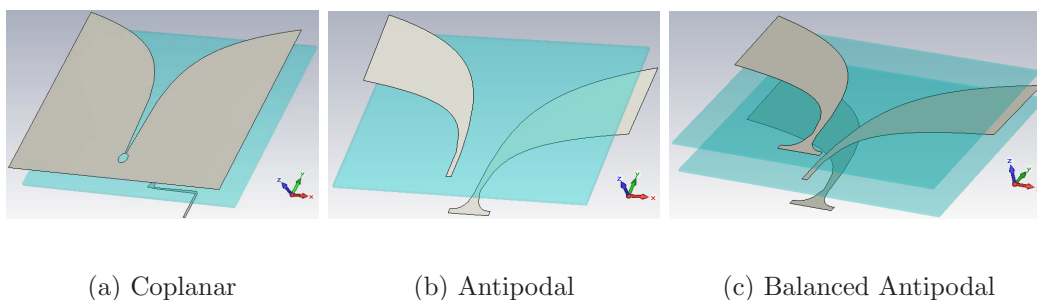 z y x
z y x
z y x
(a) Coplanar
(b) Antipodal
(c) Balanced Antipodal